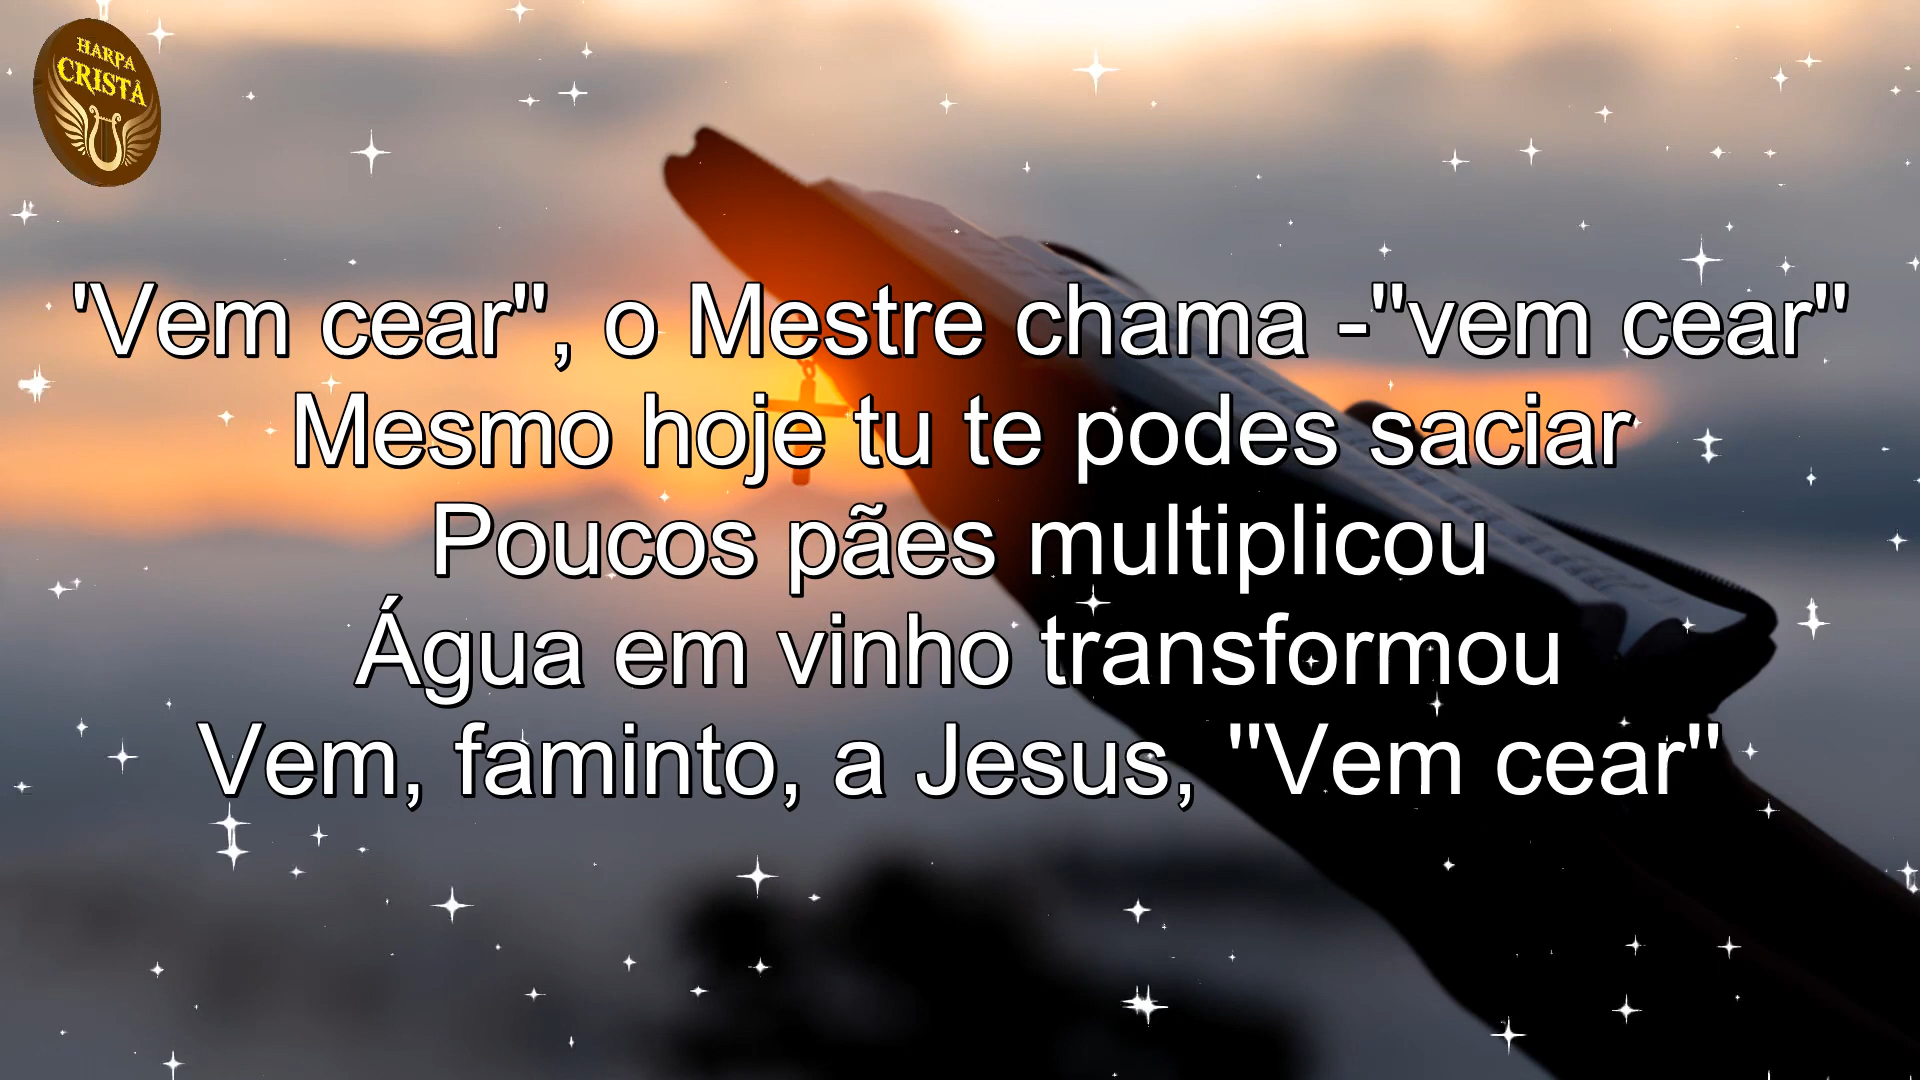 HARPA
CRISTÃ
'Vem cear", o Mestre chama -"vem cear"
Mesmo hoje tu te podes saciar
Poucos pães multiplicou
Água em vinho transformou
Vem, faminto, a Jesus, "Vem cear"